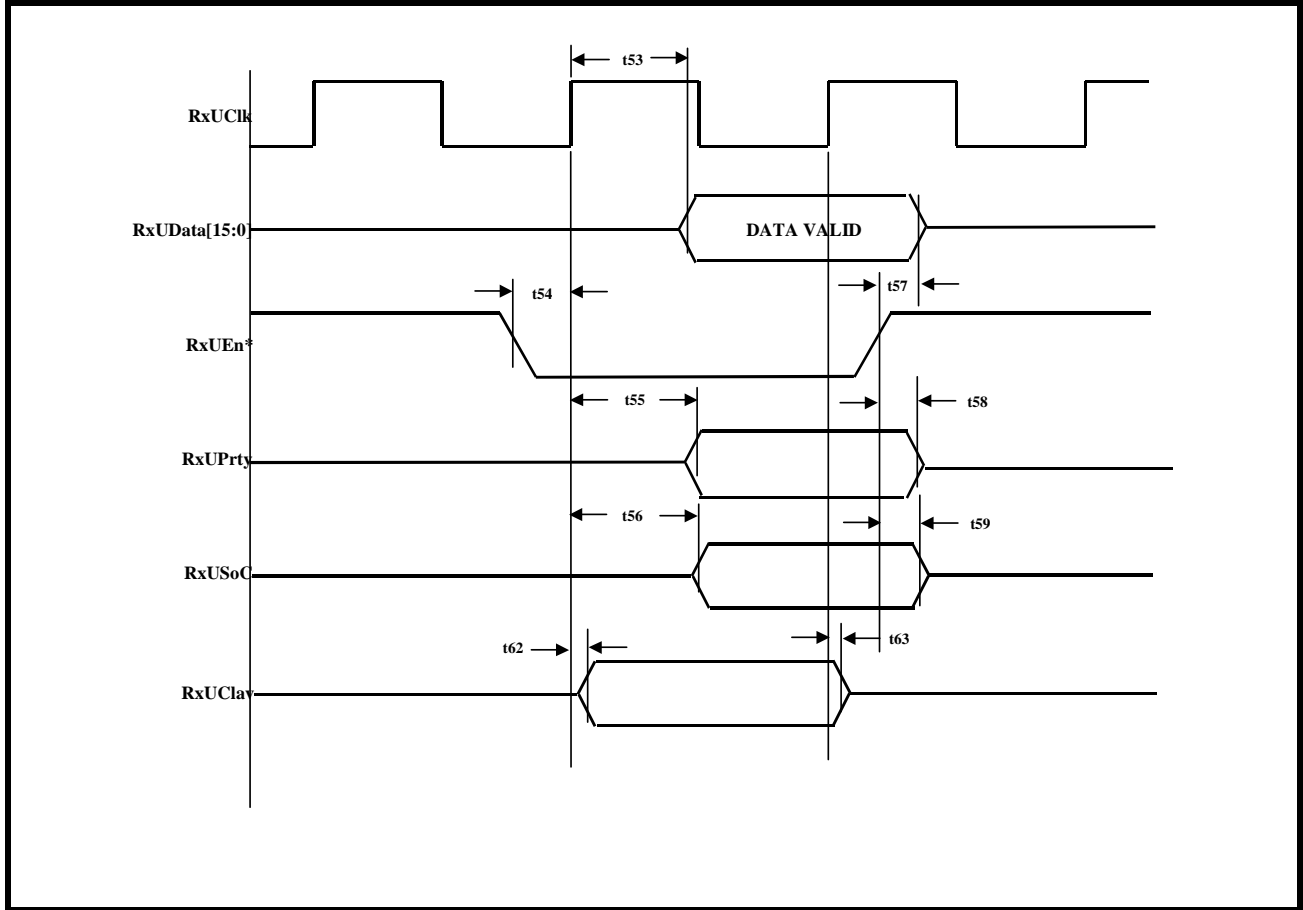 t53
RxUClk
RxUData[15:0]
DATA VALID
t54
t57
RxUEn*
t55
t58
RxUPrty
t56
t59
RxUSoC
t62
t63
RxUClav